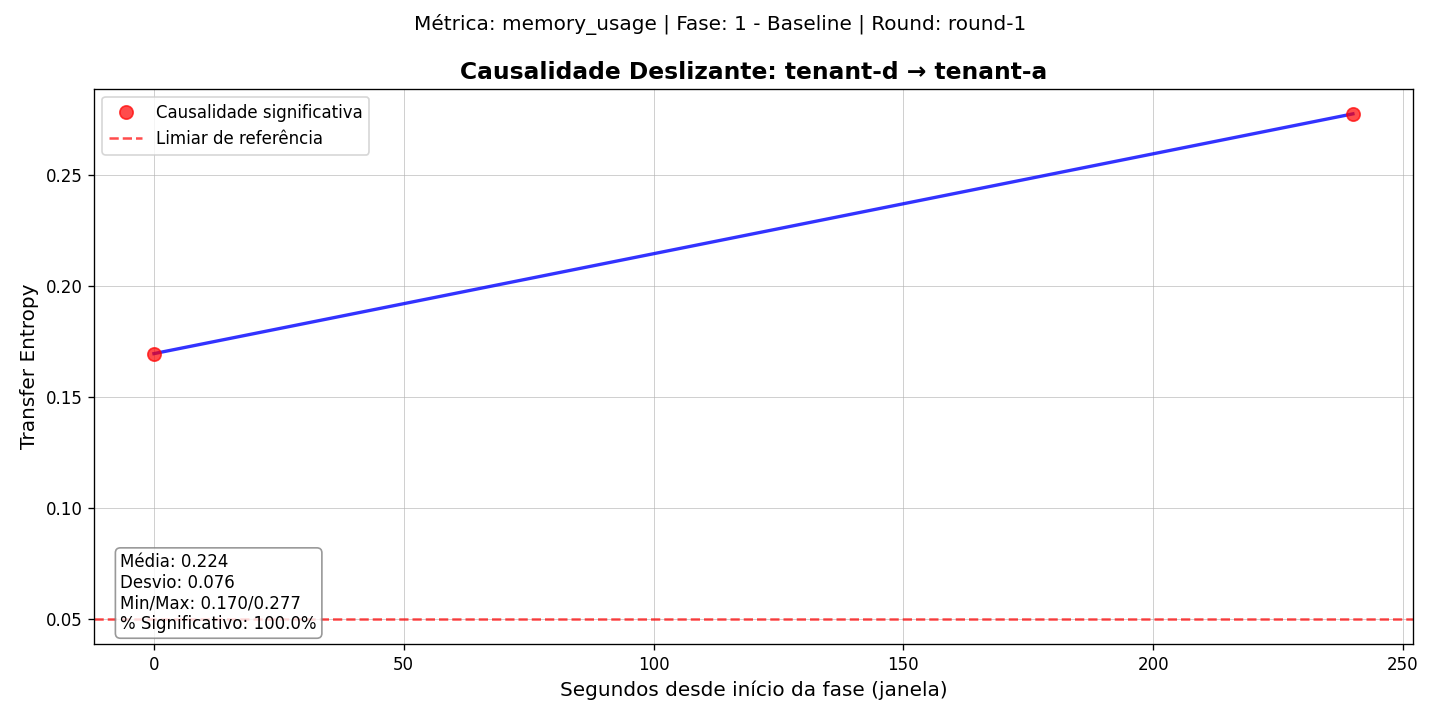 Métrica: memory_usage | Fase: 1 - Baseline | Round: round-1
Causalidade Deslizante: tenant-d → tenant-a
Causalidade significativa
Limiar de referência
Transfer Entropy
0.25
0.20
0.15
0.10
0.05
Média: 0.224
Desvio: 0.076
Min/Max: 0.170/0.277
% Significativo: 100.0%
0
50
100
150
200
250
Segundos desde início da fase (janela)